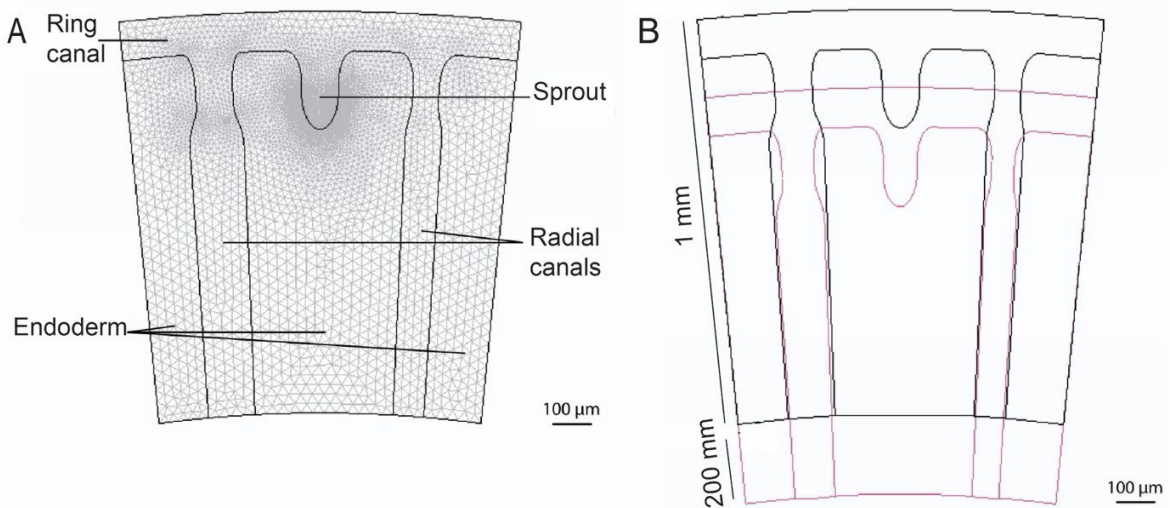 A
Ring
canal
Sprout
Radial
canals
Endoderm
100 µm
B
1 mm
200 mm
100 µm